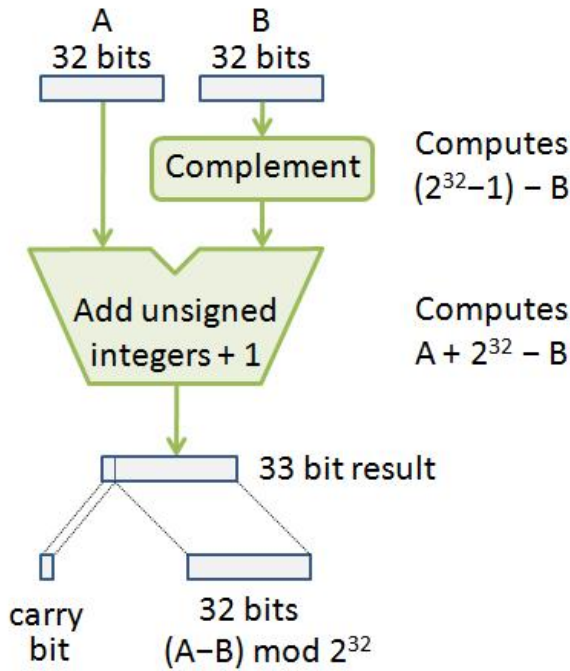 A
32 bits
B
32 bits
Complement
Computes
(2³²−1) − B
Add unsigned
integers + 1
Computes
A + 2³² − B
33 bit result
carry
bit
32 bits
(A−B) mod 2³²